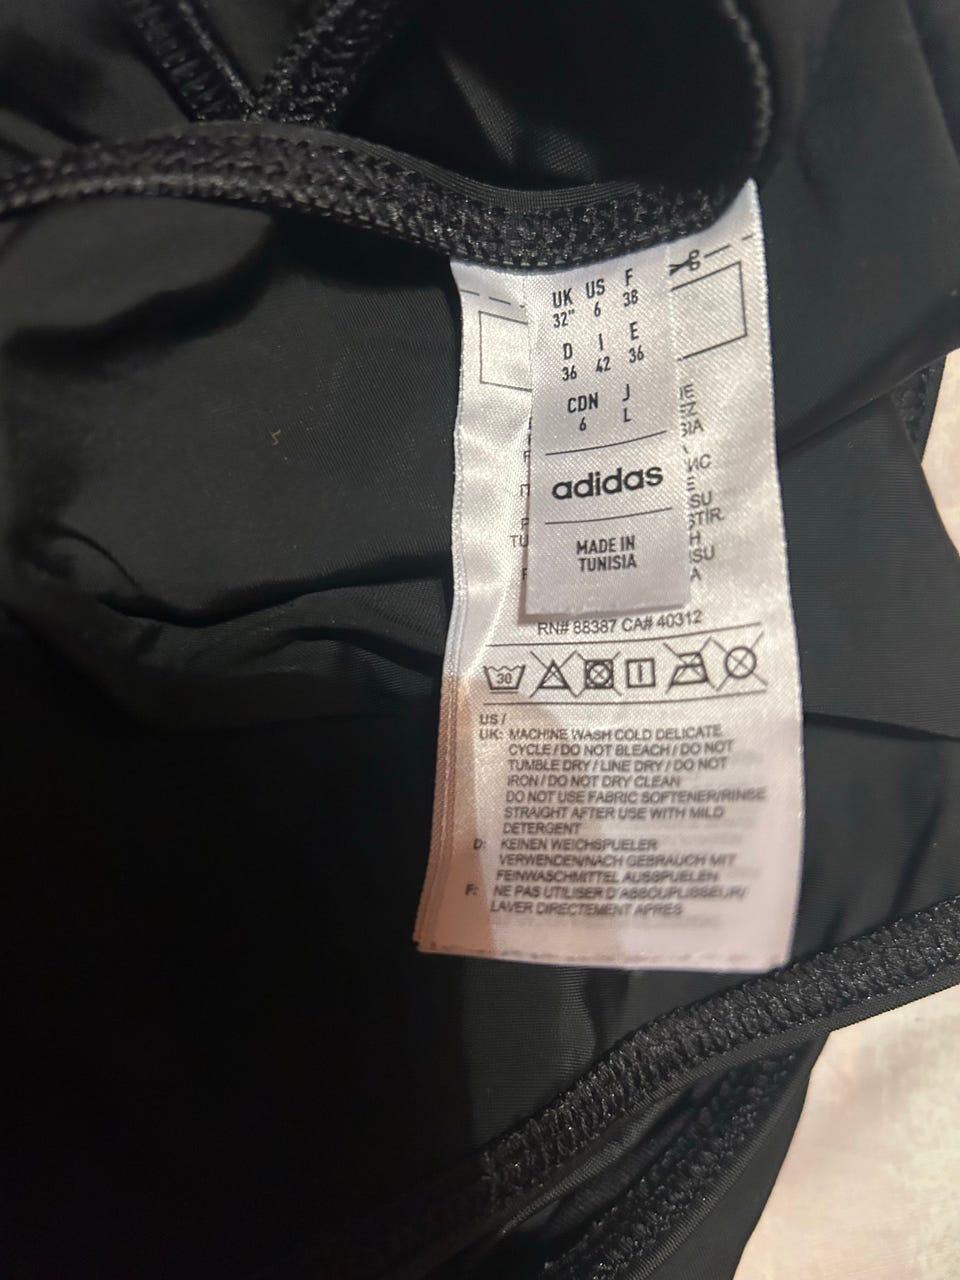 UK US F
32" 6 38
D I E
36 42 36
CDN J
6 L
adidas
MADE IN
TUNISIA
RN# 88387 CA# 40312
30
US /
UK: MACHINE WASH COLD DELICATE
CYCLE / DO NOT BLEACH / DO NOT
TUMBLE DRY / LINE DRY / DO NOT
IRON / DO NOT DRY CLEAN
DO NOT USE FABRIC SOFTENER/RINSE
STRAIGHT AFTER USE WITH MILD
DETERGENT
D: KEINEN WEICHSPUELER
VERWENDEN/NACH GEBRAUCH MIT
FEINWASCHMITTEL AUSSPUELEN
F: NE PAS UTILISER D'ASSOUPLISSEUR/
LAVER DIRECTEMENT APRES